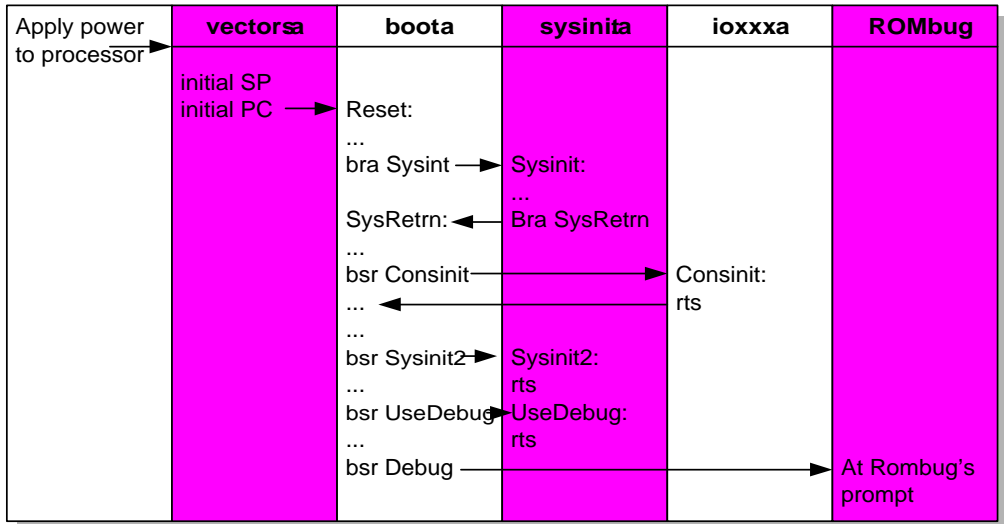 Apply power
to processor
vectorsa
boota
sysinita
ioxxxa
ROMbug
initial SP
initial PC
Reset:
...
bra Sysint
Sysinit:
...
SysRetrn:
Bra SysRetrn
...
bsr Consinit
Consinit:
...
rts
...
bsr Sysinit2
Sysinit2:
...
rts
bsr UseDebug
UseDebug:
...
rts
bsr Debug
At Rombug's
prompt